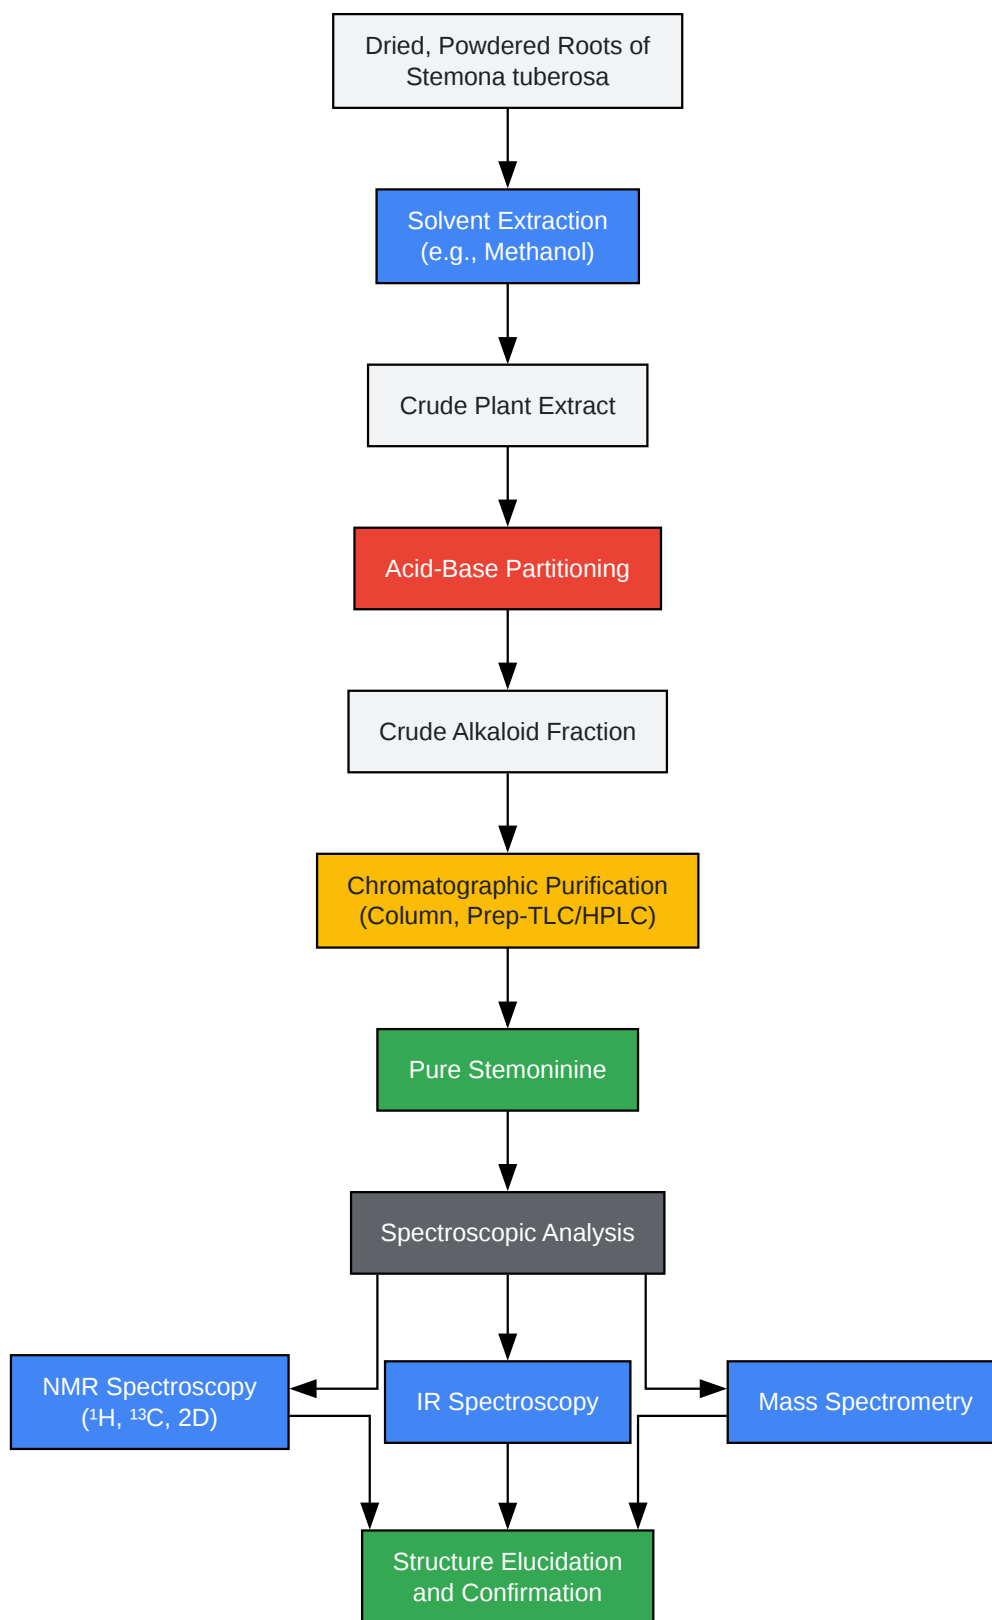 Dried, Powdered Roots of
Stemona tuberosa
Solvent Extraction
(e.g., Methanol)
Crude Plant Extract
Acid-Base Partitioning
Crude Alkaloid Fraction
Chromatographic Purification
(Column, Prep-TLC/HPLC)
Pure Stemoninine
Spectroscopic Analysis
NMR Spectroscopy
(¹H, ¹³C, 2D)
IR Spectroscopy
Mass Spectrometry
Structure Elucidation
and Confirmation